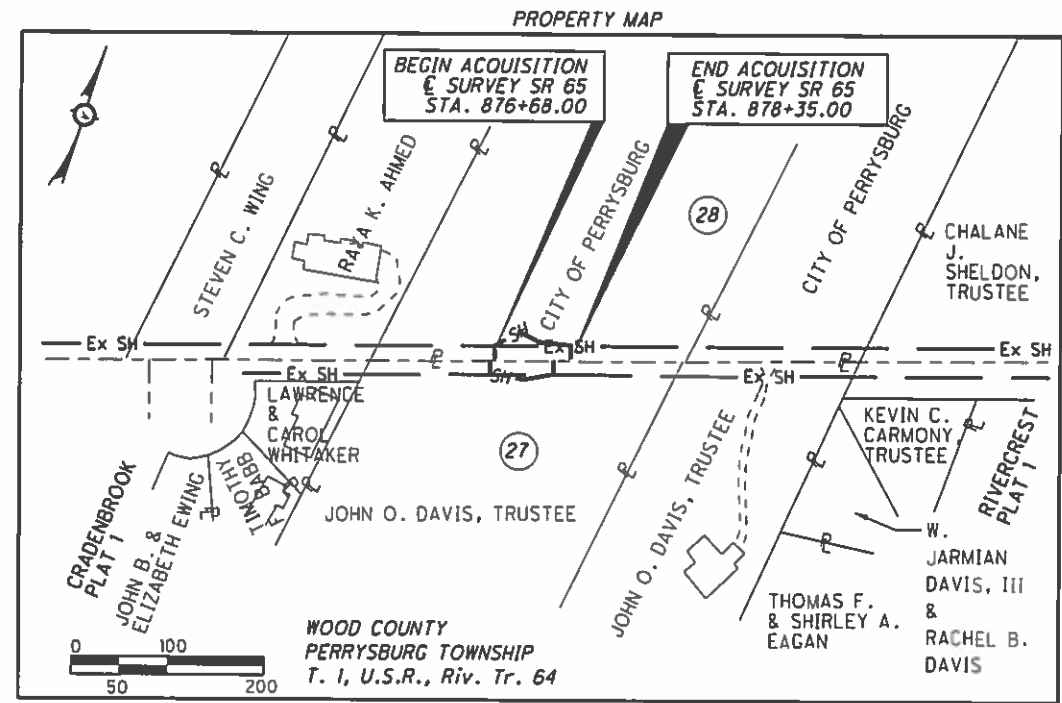 PROPERTY MAP
BEGIN ACQUISITION
℄ SURVEY SR 65
STA. 876+68.00
END ACQUISITION
℄ SURVEY SR 65
STA. 878+35.00
STEVEN C. WING
RAZA K. AHMED
CITY OF PERRYSBURG
28
CITY OF PERRYSBURG
CHALANE
J.
SHELDON,
TRUSTEE
Ex SH
SH
Ex SH
Ex SH
Ex SH
SH
Ex SH
LAWRENCE
&
CAROL
WHITAKER
TIMOTHY
BABB
JOHN B. &
ELIZABETH EWING
CRADENBROOK
PLAT 1
27
JOHN O. DAVIS, TRUSTEE
JOHN O. DAVIS, TRUSTEE
KEVIN C.
CARMONY,
TRUSTEE
RIVERCREST
PLAT 1
W.
JARMIAN
DAVIS, III
&
RACHEL B.
DAVIS
THOMAS F.
& SHIRLEY A.
EAGAN
WOOD COUNTY
PERRYSBURG TOWNSHIP
T. 1, U.S.R., Riv. Tr. 64
0 100
50 200